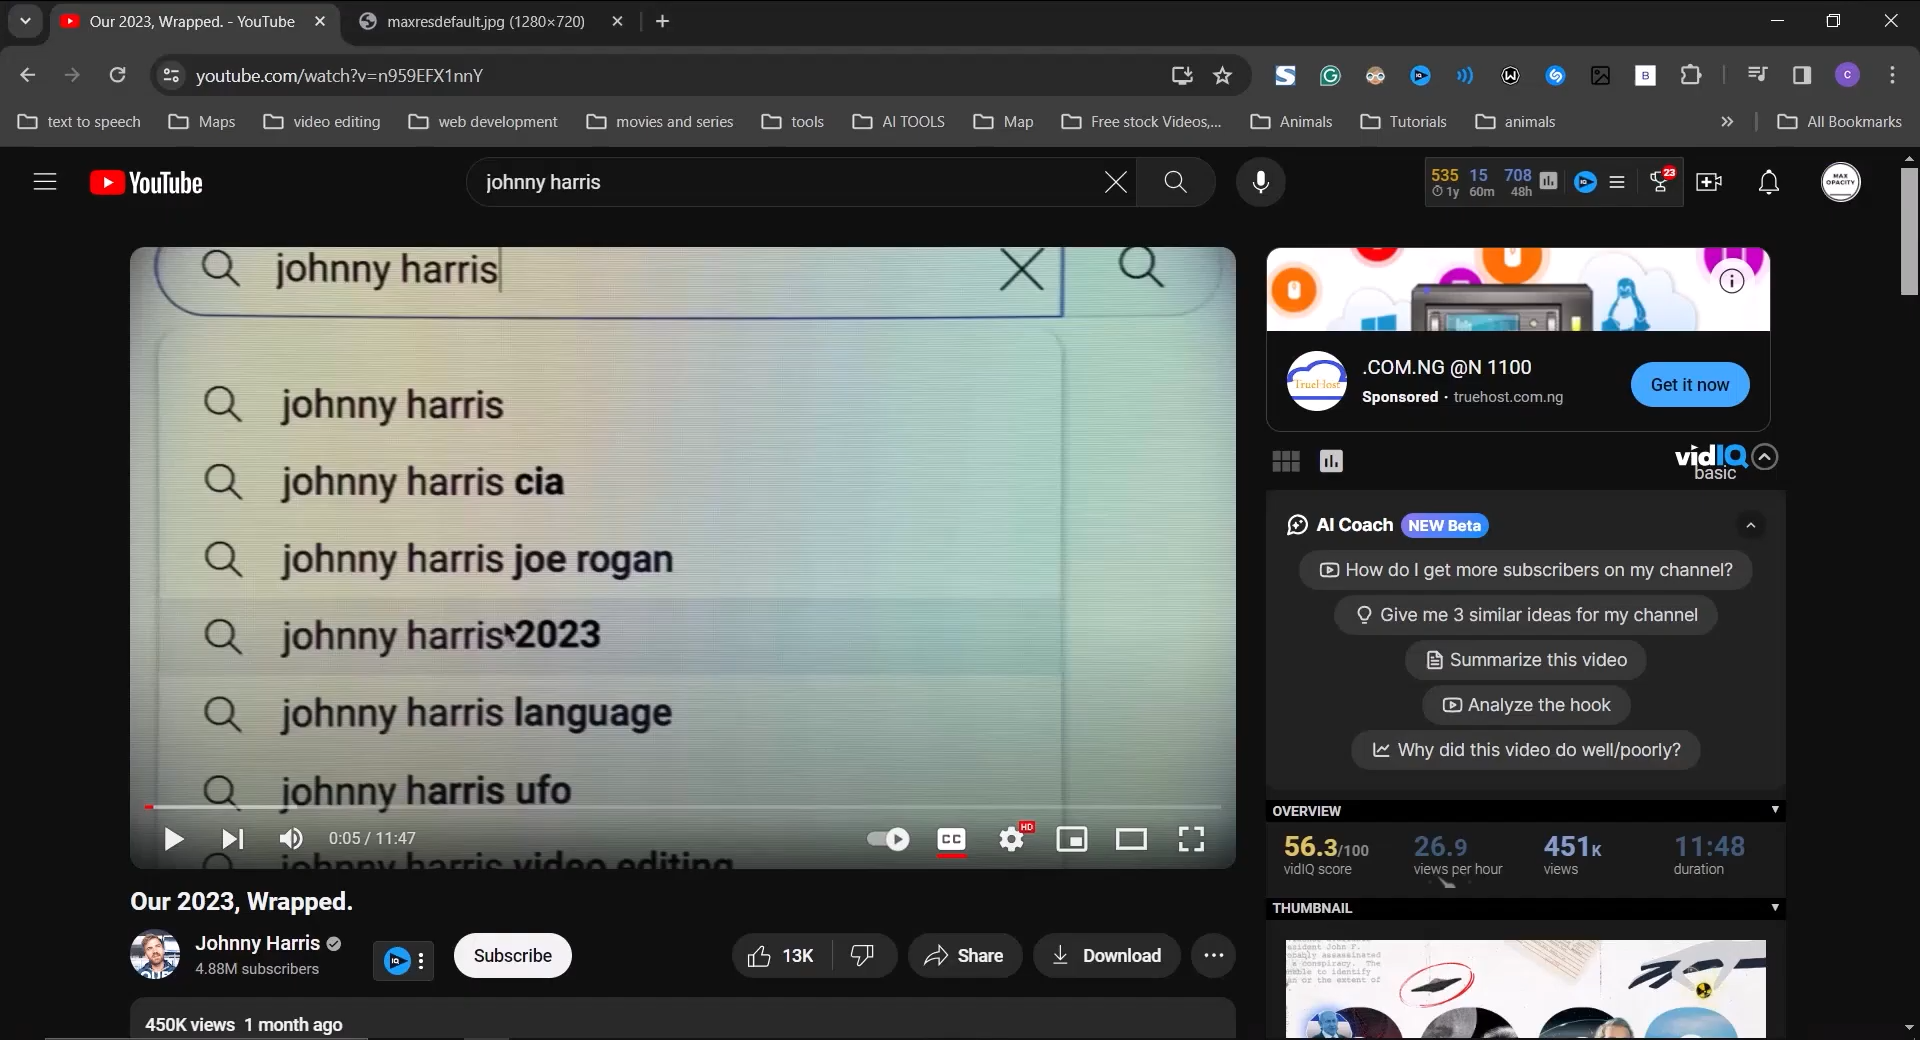 Our 2023, Wrapped. - YouTube
maxresdefault.jpg (1280×720)
youtube.com/watch?v=n959EFX1nnY
text to speech
Maps
video editing
web development
movies and series
tools
AI TOOLS
Map
Free stock Videos,...
Animals
Tutorials
animals
All Bookmarks
YouTube
johnny harris
535 15 708
1y 60m 48h
23
MAX
OPACITY
johnny harris
johnny harris
johnny harris cia
johnny harris joe rogan
johnny harris 2023
johnny harris language
johnny harris ufo
johnny harris video editing
0:05 / 11:47
CC
HD
TrueHost
.COM.NG @N 1100
Sponsored · truehost.com.ng
Get it now
vidIQ
basic
AI Coach NEW Beta
How do I get more subscribers on my channel?
Give me 3 similar ideas for my channel
Summarize this video
Analyze the hook
Why did this video do well/poorly?
OVERVIEW
56.3/100 26.9 451K 11:48
vidIQ score views per hour views duration
THUMBNAIL
Our 2023, Wrapped.
Johnny Harris
4.88M subscribers
IQ
Subscribe
13K
Share
Download
450K views 1 month ago